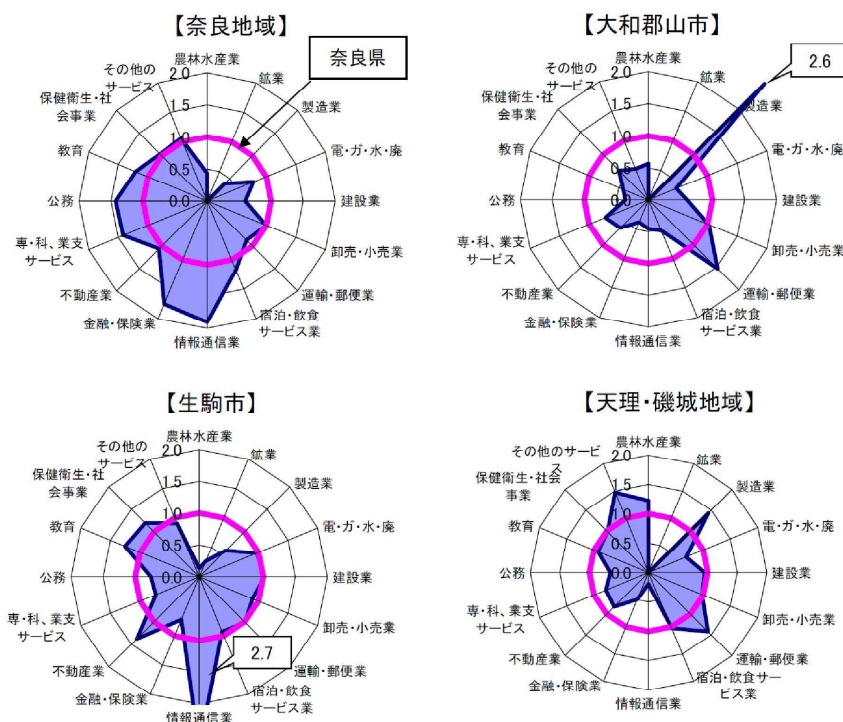 【奈良地域】
奈良県
農林水産業
鉱業
製造業
電・ガ・水・廃
建設業
卸売・小売業
運輸・郵便業
宿泊・飲食
サービス業
情報通信業
金融・保険業
不動産業
専・科、業支
サービス
公務
教育
保健衛生・社
会事業
その他の
サービス
2.0
1.5
1.0
0.5
0.0
【大和郡山市】
2.6
農林水産業
鉱業
製造業
電・ガ・水・廃
建設業
卸売・小売業
運輸・郵便業
宿泊・飲食
サービス業
情報通信業
金融・保険業
不動産業
専・科、業支
サービス
公務
教育
保健衛生・社
会事業
その他の
サービス
2.0
1.5
1.0
0.5
0.0
【生駒市】
農林水産業
鉱業
製造業
電・ガ・水・廃
建設業
卸売・小売業
運輸・郵便業
宿泊・飲食
サービス業
情報通信業
金融・保険業
不動産業
専・科、業支
サービス
公務
教育
保健衛生・社
会事業
その他の
サービス
2.0
1.5
1.0
0.5
0.0
2.7
【天理・磯城地域】
農林水産業
鉱業
製造業
電・ガ・水・廃
建設業
卸売・小売業
運輸・郵便業
宿泊・飲食サー
ビス業
情報通信業
金融・保険業
不動産業
専・科、業支
サービス
公務
教育
保健衛生・社会
事業
その他のサービ
ス
2.0
1.5
1.0
0.5
0.0